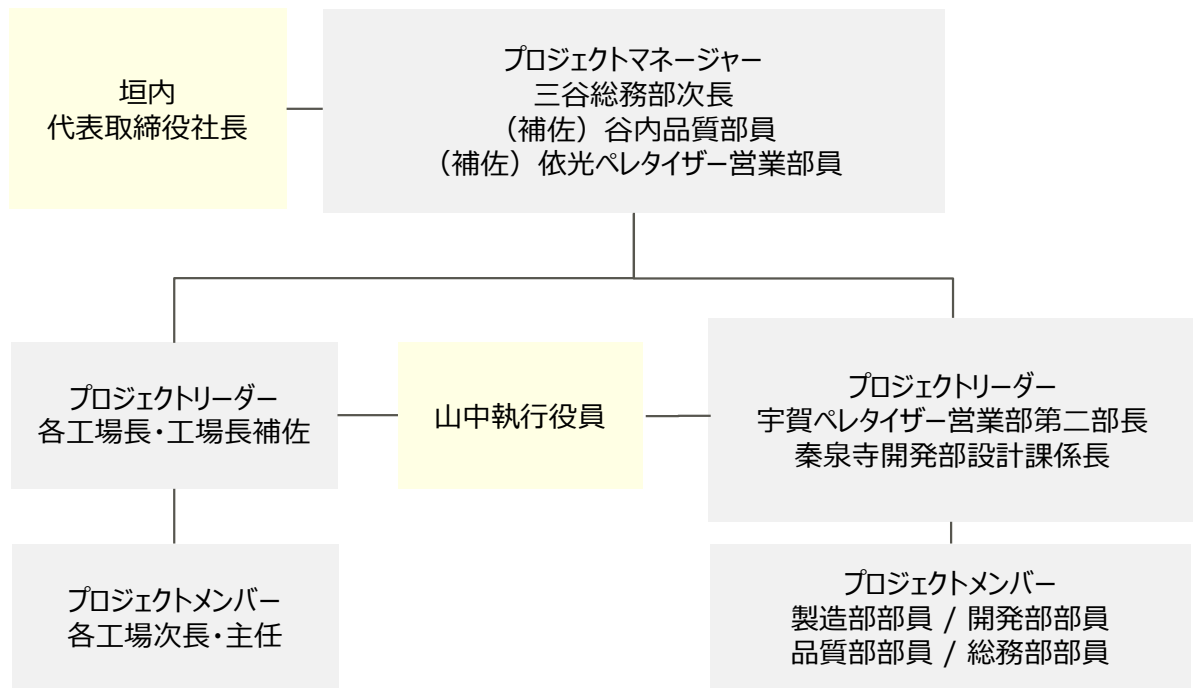 垣内
代表取締役社長
プロジェクトマネージャー
三谷総務部次長
（補佐）谷内品質部員
（補佐）依光ペレタイザー営業部員
プロジェクトリーダー
各工場長・工場長補佐
山中執行役員
プロジェクトリーダー
宇賀ペレタイザー営業部第二部長
秦泉寺開発部設計課係長
プロジェクトメンバー
各工場次長・主任
プロジェクトメンバー
製造部部員 / 開発部部員
品質部部員 / 総務部部員